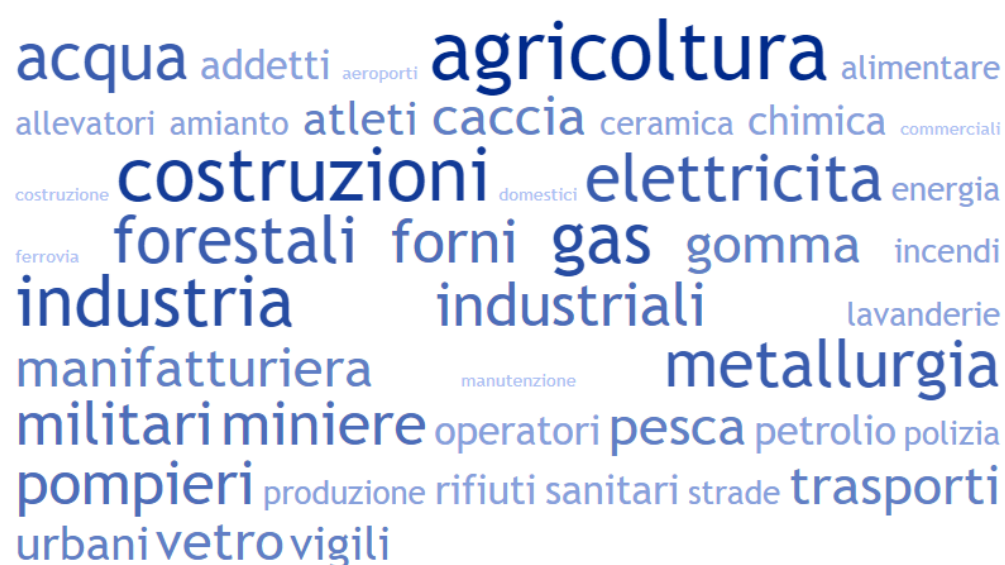 acqua addetti aeroporti agricoltura alimentare
allevatori amianto atleti caccia ceramica chimica commerciali
costruzione costruzioni domestici elettricita energia
ferrovia forestali forni gas gomma incendi
industria industriali lavanderie
manifatturiera manutenzione metallurgia
militari miniere operatori pesca petrolio polizia
pompieri produzione rifiuti sanitari strade trasporti
urbani vetro vigili